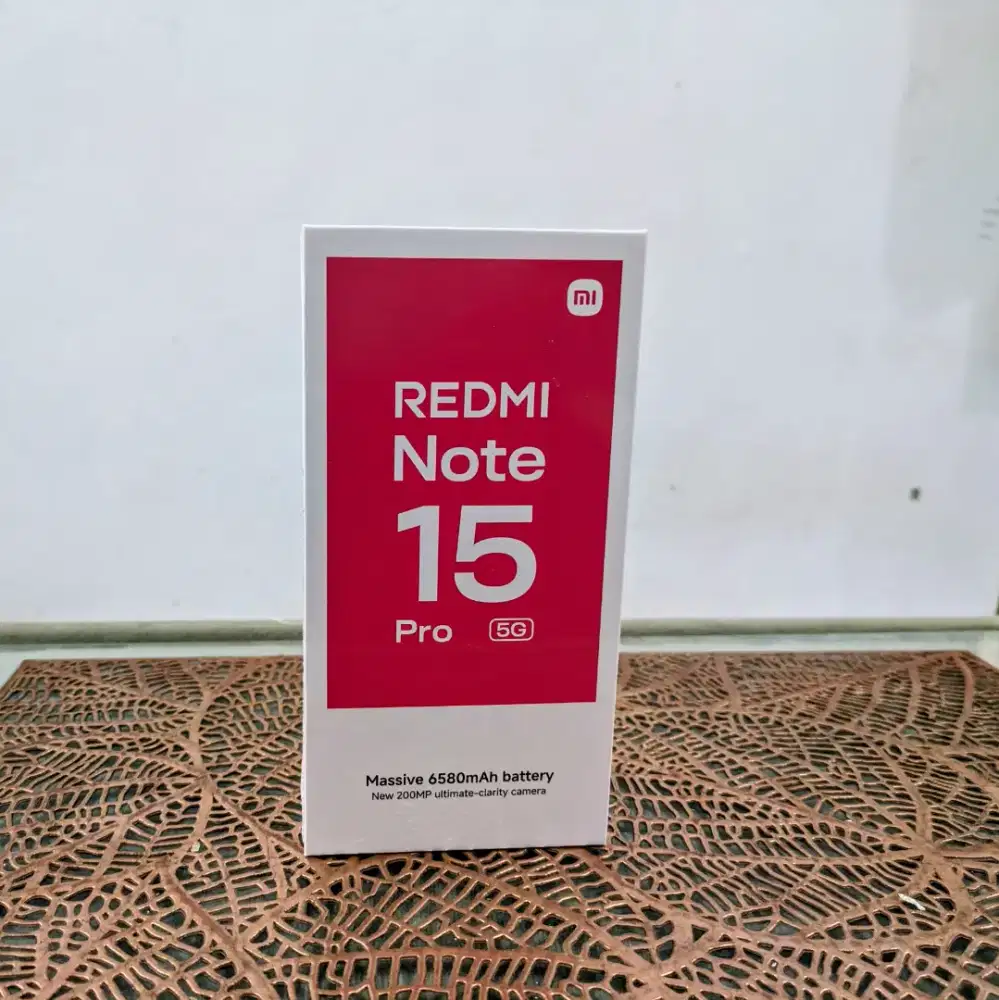 mi
REDMI
Note
15
Pro 5G
Massive 6580mAh battery
New 200MP ultimate-clarity camera